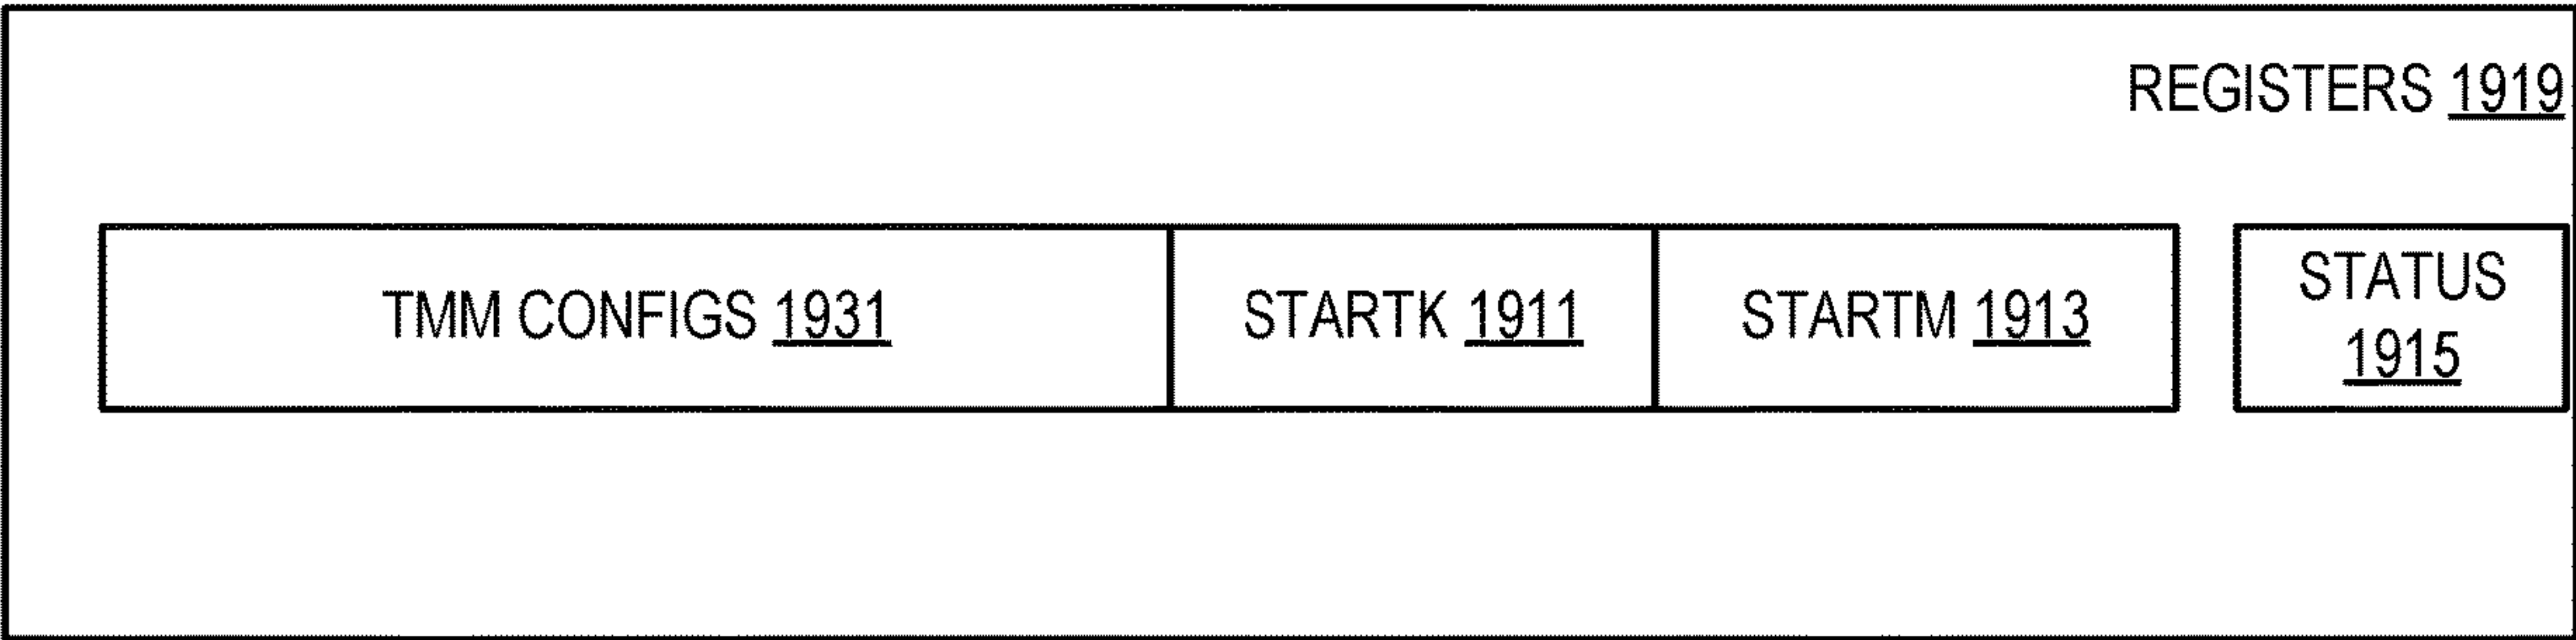 REGISTERS 1919
TMM CONFIGS 1931
STARTK 1911
STARTM 1913
STATUS
1915